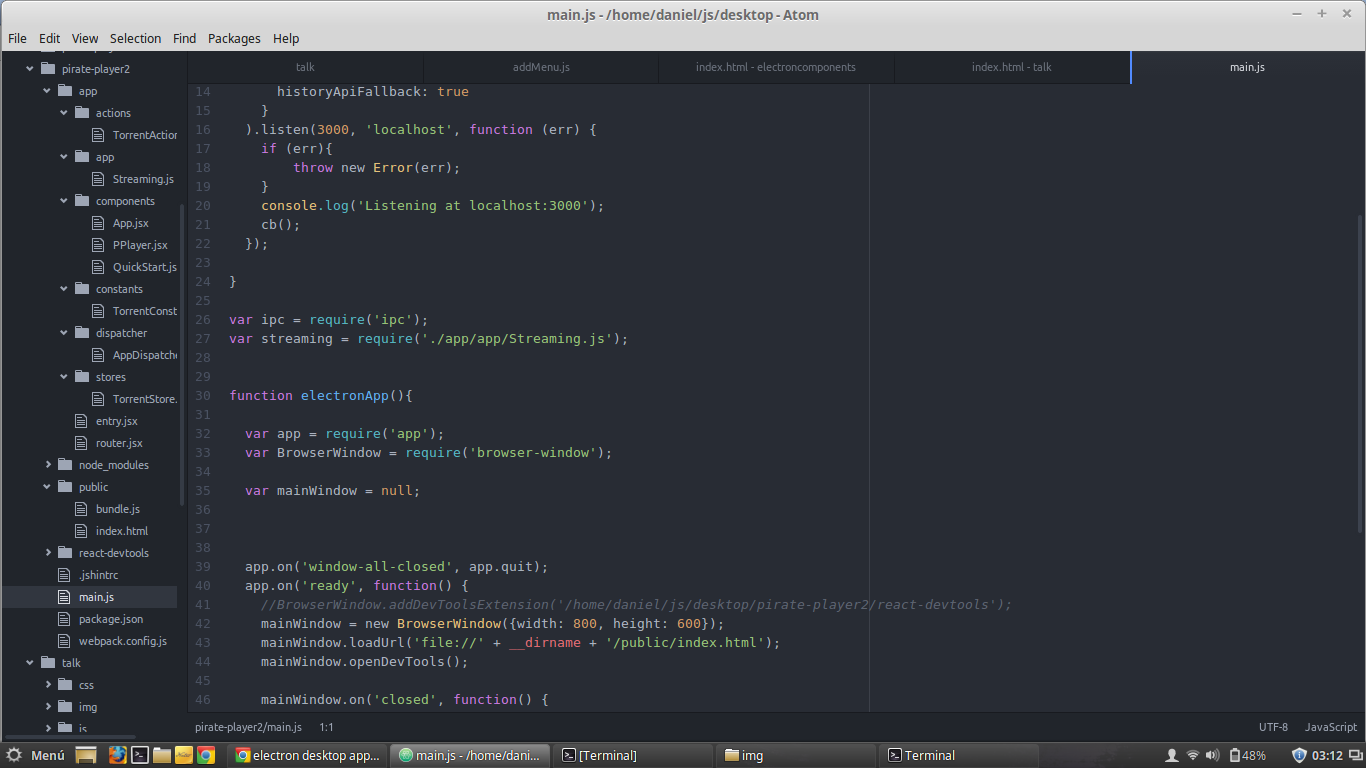 main.js - /home/daniel/js/desktop - Atom
File Edit View Selection Find Packages Help
pirate-player2
app
actions
TorrentAction
app
Streaming.js
components
App.jsx
PPlayer.jsx
QuickStart.js
constants
TorrentConst
dispatcher
AppDispatche
stores
TorrentStore.
entry.jsx
router.jsx
node_modules
public
bundle.js
index.html
react-devtools
.jshintrc
main.js
package.json
webpack.config.js
talk
css
img
js
talk addMenu.js index.html - electroncomponents index.html - talk main.js
14 historyApiFallback: true
15 }
16 ).listen(3000, 'localhost', function (err) {
17 if (err){
18 throw new Error(err);
19 }
20 console.log('Listening at localhost:3000');
21 cb();
22 });
23
24 }
25
26 var ipc = require('ipc');
27 var streaming = require('./app/app/Streaming.js');
28
29
30 function electronApp(){
31
32 var app = require('app');
33 var BrowserWindow = require('browser-window');
34
35 var mainWindow = null;
36
37
38
39 app.on('window-all-closed', app.quit);
40 app.on('ready', function() {
41 //BrowserWindow.addDevToolsExtension('/home/daniel/js/desktop/pirate-player2/react-devtools');
42 mainWindow = new BrowserWindow({width: 800, height: 600});
43 mainWindow.loadUrl('file://' + __dirname + '/public/index.html');
44 mainWindow.openDevTools();
45
46 mainWindow.on('closed', function() {
pirate-player2/main.js 1:1 UTF-8 JavaScript
Menú electron desktop app... main.js - /home/dani... [Terminal] img Terminal 48% 03:12